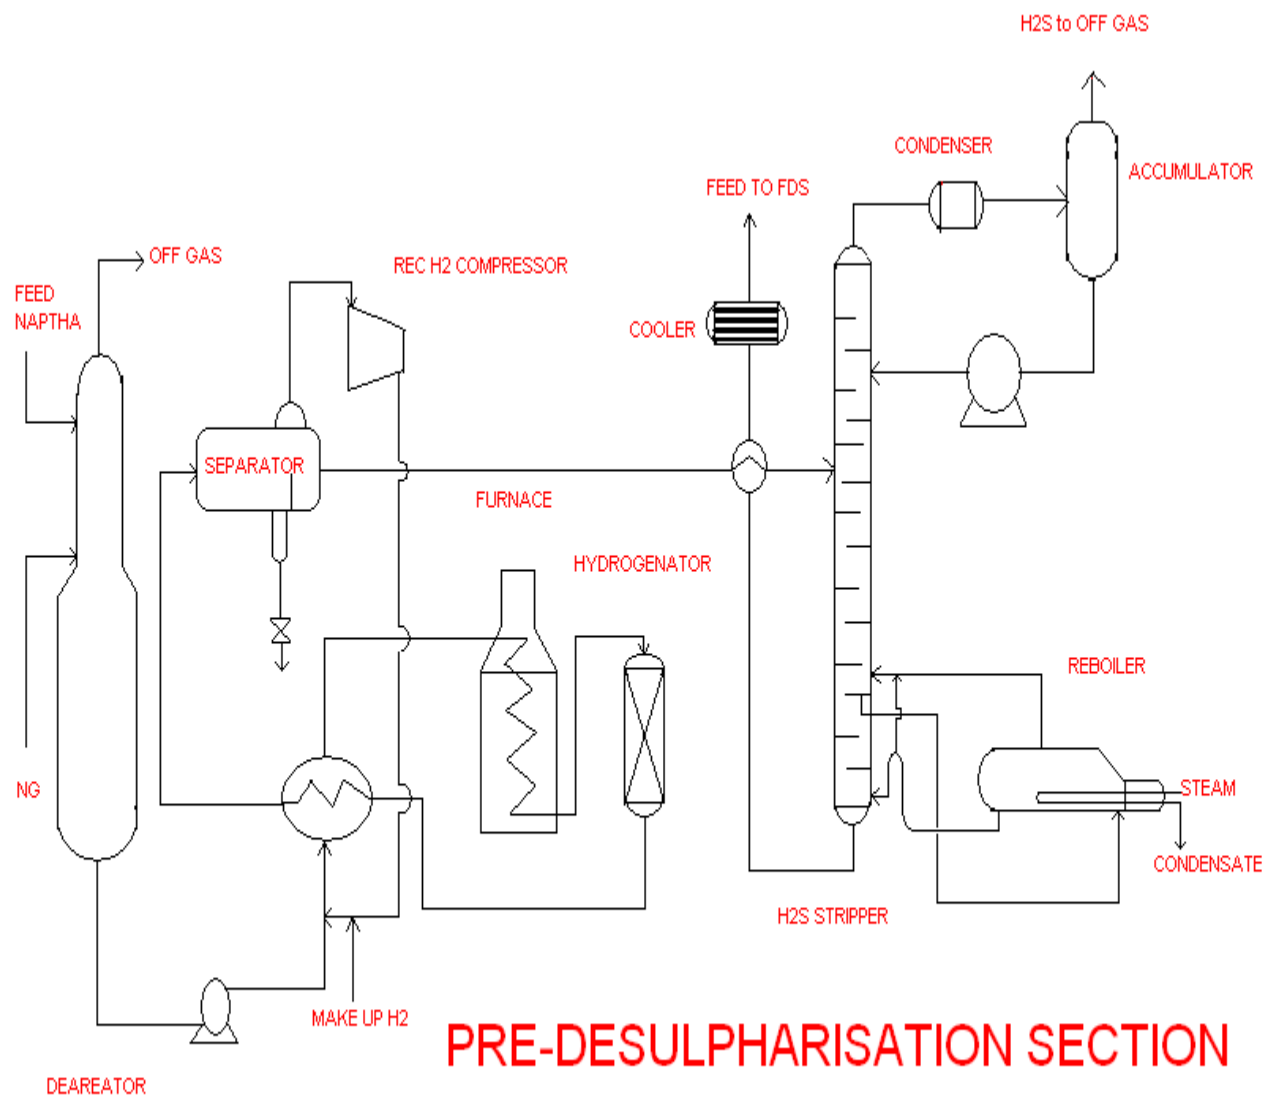 H2S to OFF GAS
CONDENSER
ACCUMULATOR
FEED TO FDS
OFF GAS
REC H2 COMPRESSOR
FEED
NAPTHA
COOLER
SEPARATOR
FURNACE
HYDROGENATOR
REBOILER
NG
STEAM
CONDENSATE
H2S STRIPPER
MAKE UP H2
PRE-DESULPHARISATION SECTION
DEAREATOR